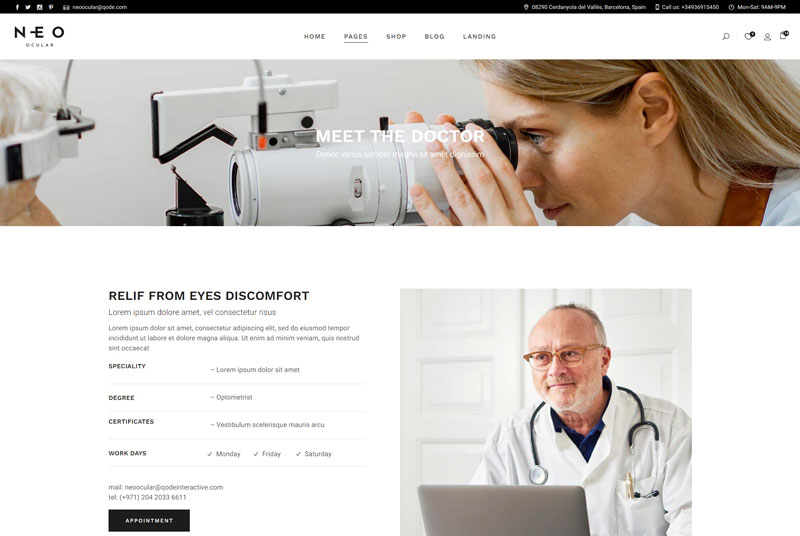 neoocular@qode.com
08290 Cerdanyola del Vallès, Barcelona, Spain
Call us: +34936915450
Mon-Sat: 9AM-9PM
NEO
OCULAR
HOME PAGES SHOP BLOG LANDING
MEET THE DOCTOR
Donec varius semper magna sit amet dignissim
RELIF FROM EYES DISCOMFORT
Lorem ipsum dolore amet, vel consectetur risus
Lorem ipsum dolor sit amet, consectetur adipiscing elit, sed do eiusmod tempor
incididunt ut labore et dolore magna aliqua. Ut enim ad minim veniam, quis nostrud
sint occaecat
SPECIALITY – Lorem ipsum dolor sit amet
DEGREE – Optometrist
CERTIFICATES – Vestibulum scelerisque mauris arcu
WORK DAYS ✓ Monday ✓ Friday ✓ Saturday
mail: neoocular@qodeinteractive.com
tel: (+971) 204 2033 6611
APPOINTMENT